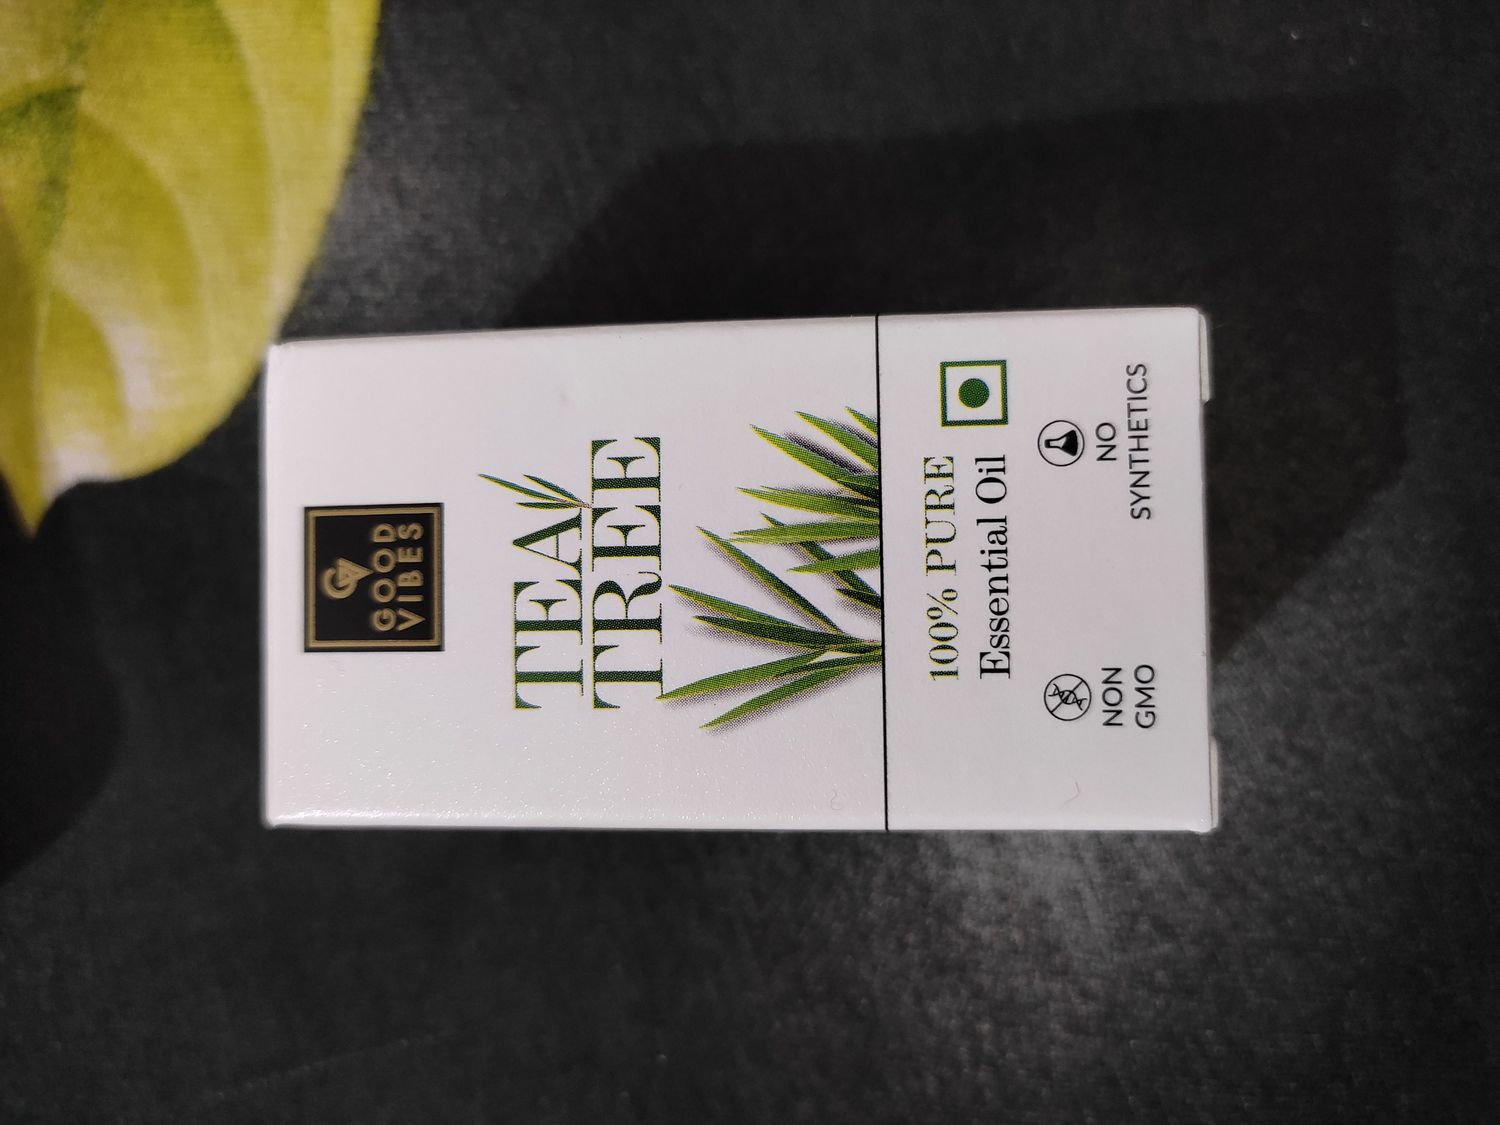 GOOD
VIBES
TEA
TREE
100% PURE
Essential Oil
NON
GMO
NO
SYNTHETICS